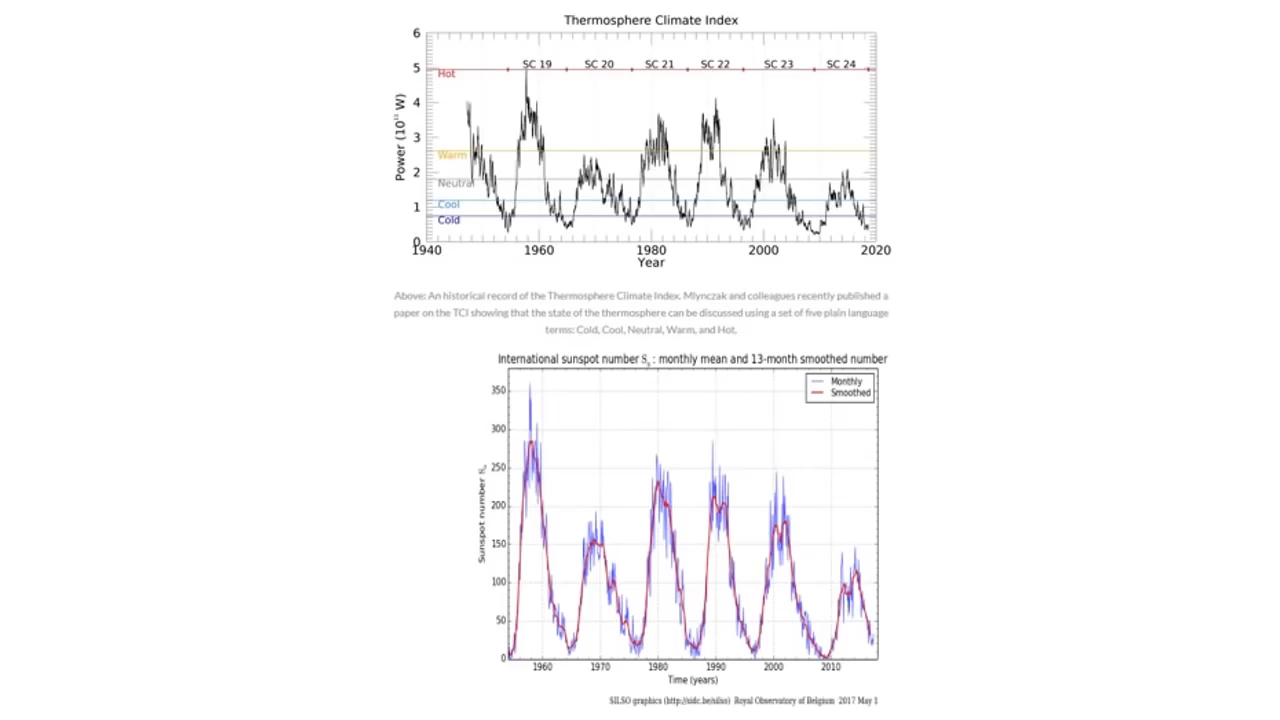 Thermosphere Climate Index
6
5
4
3
2
1
0
Power (10¹¹ W)
SC 19 SC 20 SC 21 SC 22 SC 23 SC 24
Hot
Warm
Neutral
Cool
Cold
1940 1960 1980 2000 2020
Year
Above: An historical record of the Thermosphere Climate Index. Mlynczak and colleagues recently published a
paper on the TCI showing that the state of the thermosphere can be discussed using a set of five plain language
terms: Cold, Cool, Neutral, Warm, and Hot.
International sunspot number Sₙ : monthly mean and 13-month smoothed number
Monthly
Smoothed
350
300
250
200
150
100
50
0
Sunspot number Sₙ
1960 1970 1980 1990 2000 2010
Time (years)
SILSO graphics (http://sidc.be/silso) Royal Observatory of Belgium 2017 May 1